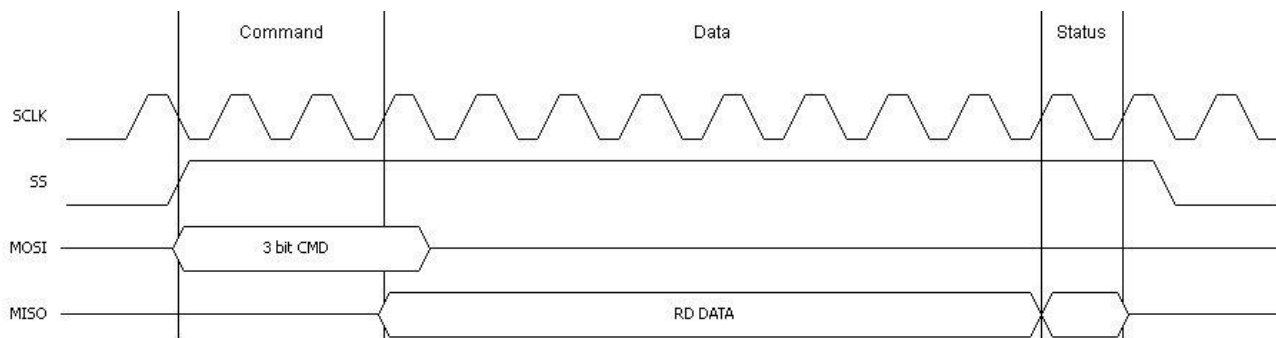 Command Data Status
SCLK
SS
MOSI 3 bit CMD
MISO RD DATA